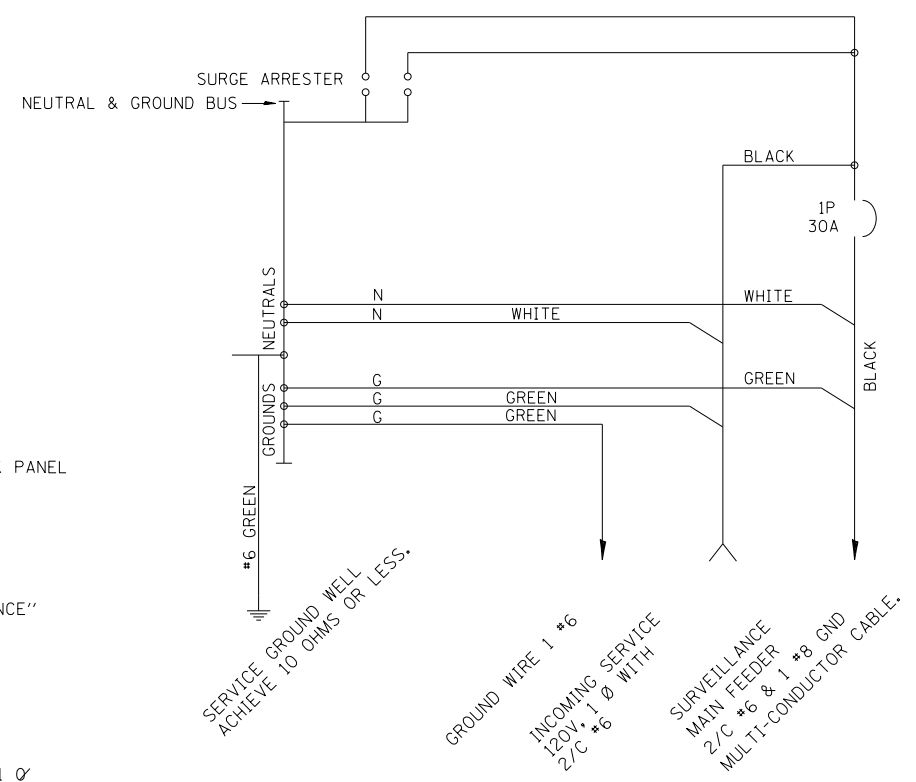 SURGE ARRESTER
NEUTRAL & GROUND BUS
BLACK
1P
30A
NEUTRALS
N
WHITE
N
WHITE
BLACK
GROUNDS
G
GREEN
G
GREEN
G
GREEN
PANEL
#6 GREEN
NCE"
SERVICE GROUND WELL
ACHIEVE 10 OHMS OR LESS.
GROUND WIRE 1 #6
INCOMING SERVICE
120V, 1 Ø WITH
2/C #6
SURVEILLANCE
MAIN FEEDER
2/C #6 & 1 #8 GND
MULTI-CONDUCTOR CABLE.
Ø